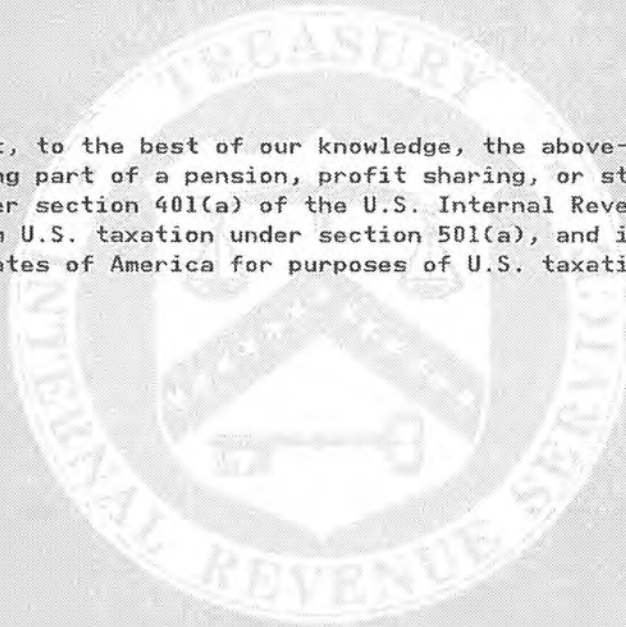 t, to the best of our knowledge, the above-
ng part of a pension, profit sharing, or st
er section 401(a) of the U.S. Internal Reve
m U.S. taxation under section 501(a), and i
ates of America for purposes of U.S. taxati
TREASURY
INTERNAL REVENUE SERVIC